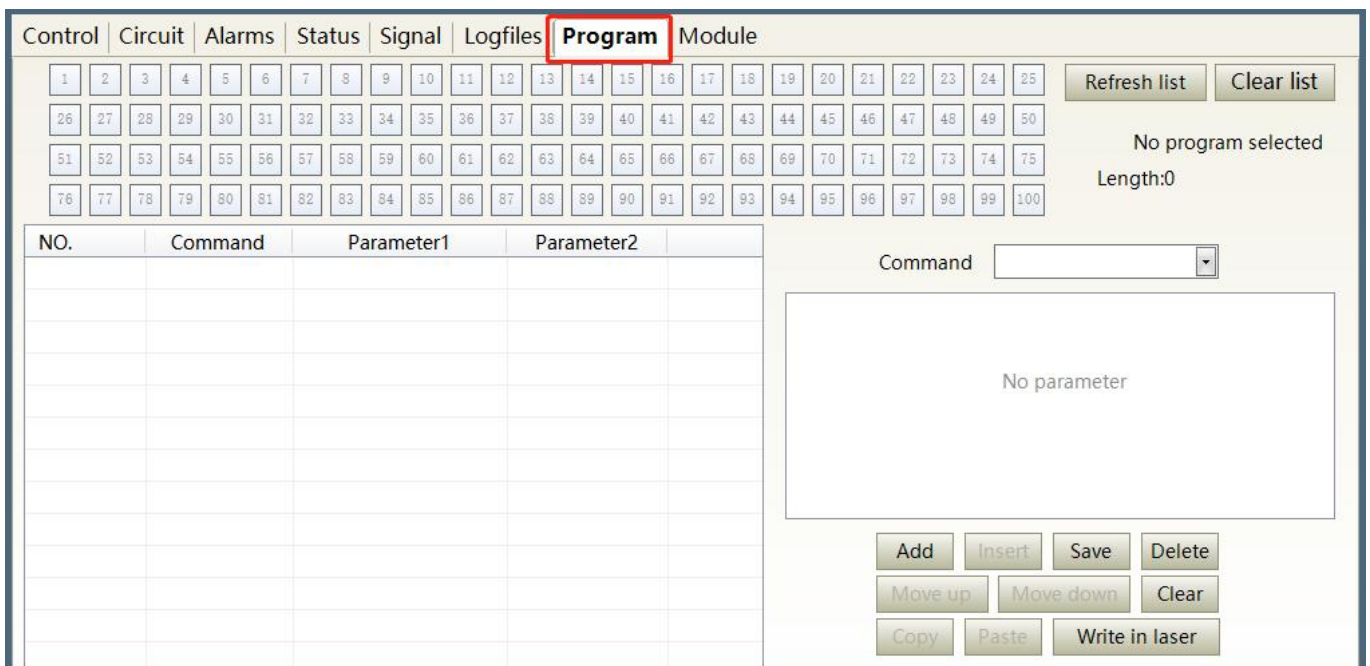 Control Circuit Alarms Status Signal Logfiles Program Module
1 2 3 4 5 6 7 8 9 10 11 12 13 14 15 16 17 18 19 20 21 22 23 24 25 Refresh list Clear list
26 27 28 29 30 31 32 33 34 35 36 37 38 39 40 41 42 43 44 45 46 47 48 49 50
No program selected
51 52 53 54 55 56 57 58 59 60 61 62 63 64 65 66 67 68 69 70 71 72 73 74 75
Length:0
76 77 78 79 80 81 82 83 84 85 86 87 88 89 90 91 92 93 94 95 96 97 98 99 100
NO. Command Parameter1 Parameter2
Command
No parameter
Add Insert Save Delete
Move up Move down Clear
Copy Paste Write in laser